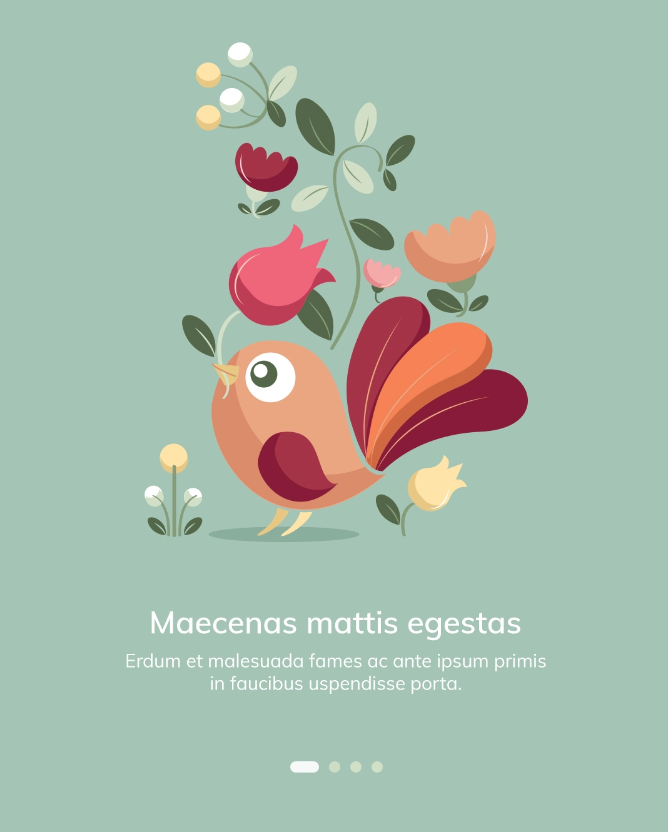 Maecenas mattis egestas
Erdum et malesuada fames ac ante ipsum primis
in faucibus uspendisse porta.